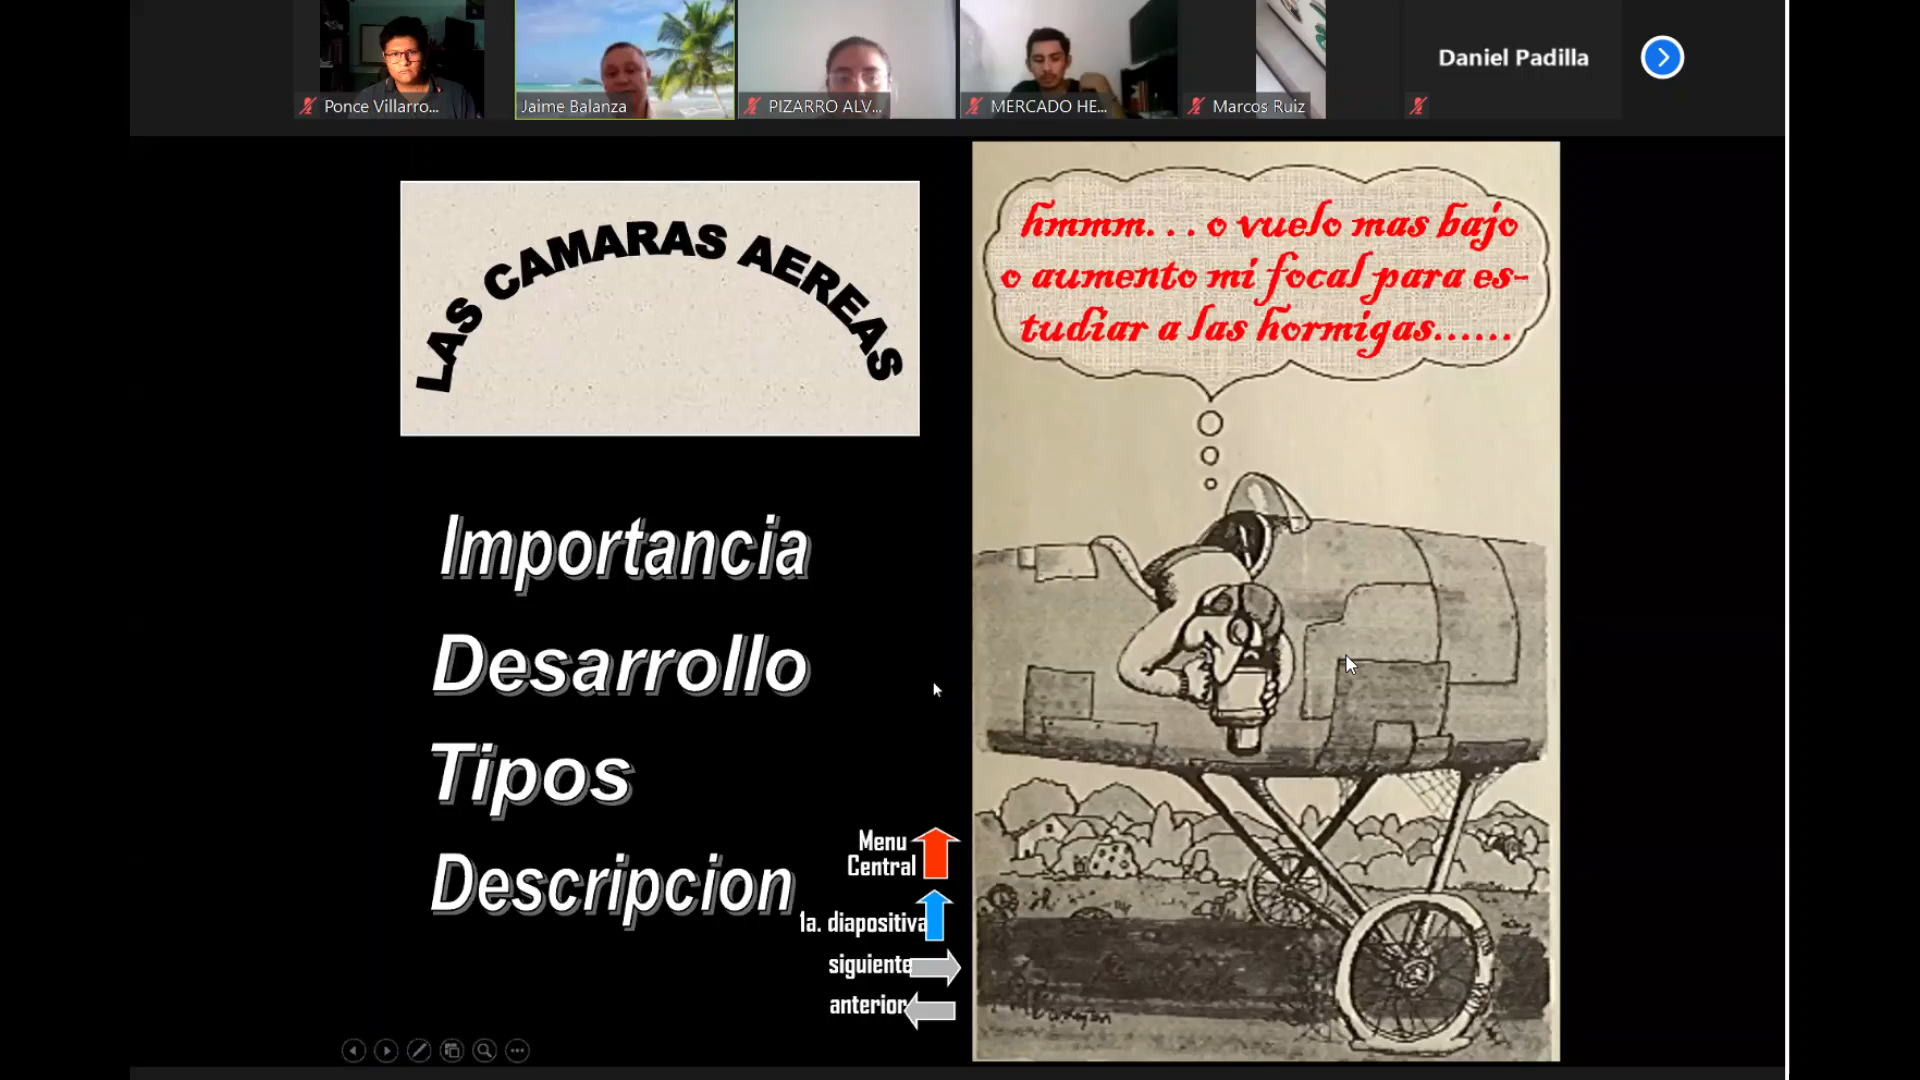 Daniel Padilla
Ponce Villarro...
Jaime Balanza
PIZARRO ALV...
MERCADO HE...
Marcos Ruiz
LAS CAMARAS AEREAS
hmmm. . . o vuelo mas bajo
o aumento mi focal para es-
tudiar a las hormigas......
Importancia
Desarrollo
Tipos
Descripcion
Menu
Central
1a. diapositiva
siguiente
anterior